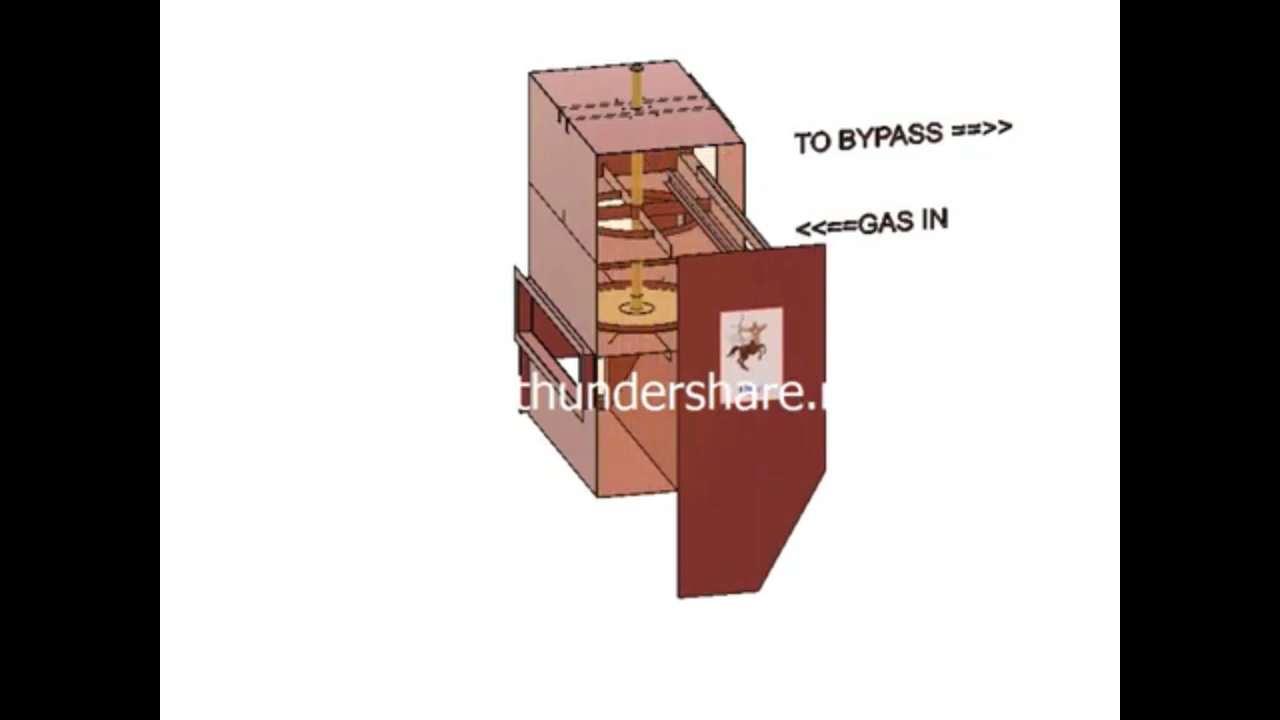 TO BYPASS ==>>
<<==GAS IN
thundershare.